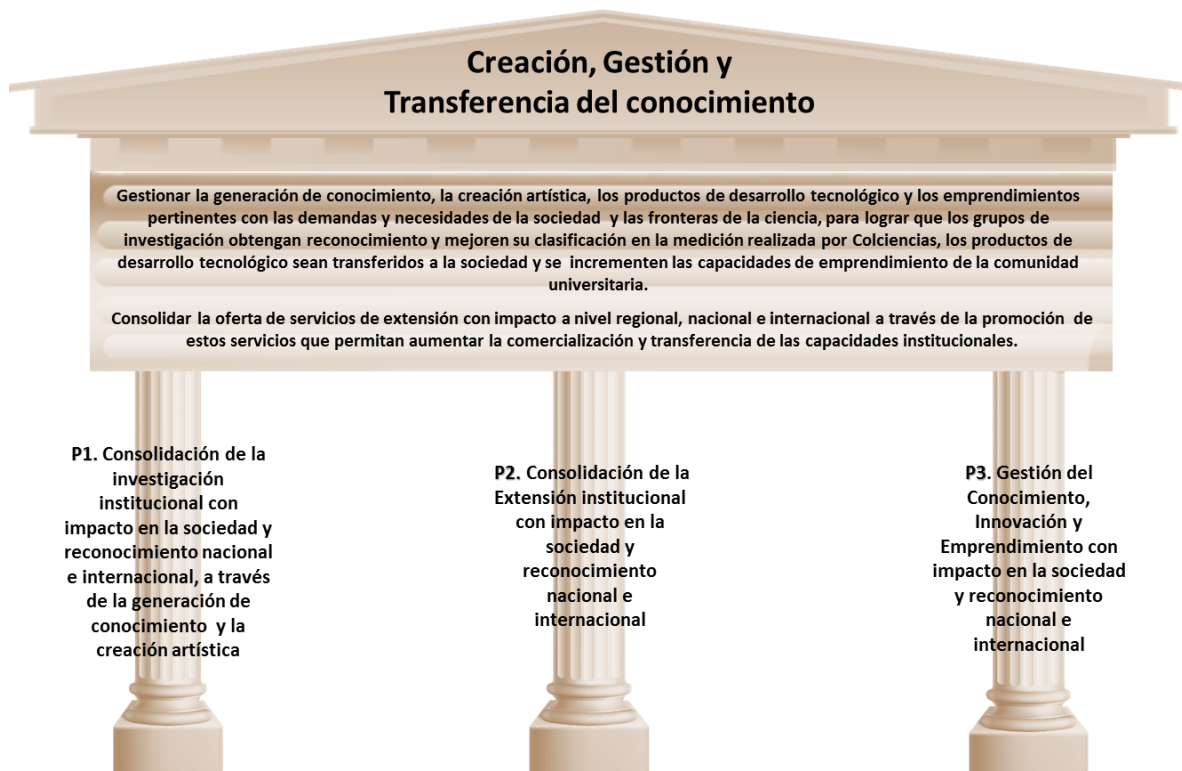 Creación, Gestión y
Transferencia del conocimiento
Gestionar la generación de conocimiento, la creación artística, los productos de desarrollo tecnológico y los emprendimientos
pertinentes con las demandas y necesidades de la sociedad y las fronteras de la ciencia, para lograr que los grupos de
investigación obtengan reconocimiento y mejoren su clasificación en la medición realizada por Colciencias, los productos de
desarrollo tecnológico sean transferidos a la sociedad y se incrementen las capacidades de emprendimiento de la comunidad
universitaria.
Consolidar la oferta de servicios de extensión con impacto a nivel regional, nacional e internacional a través de la promoción de
estos servicios que permitan aumentar la comercialización y transferencia de las capacidades institucionales.
P1. Consolidación de la
investigación
institucional con
impacto en la sociedad y
reconocimiento nacional
e internacional, a través
de la generación de
conocimiento y la
creación artística
P2. Consolidación de la
Extensión institucional
con impacto en la
sociedad y
reconocimiento
nacional e
internacional
P3. Gestión del
Conocimiento,
Innovación y
Emprendimiento con
impacto en la sociedad
y reconocimiento
nacional e
internacional